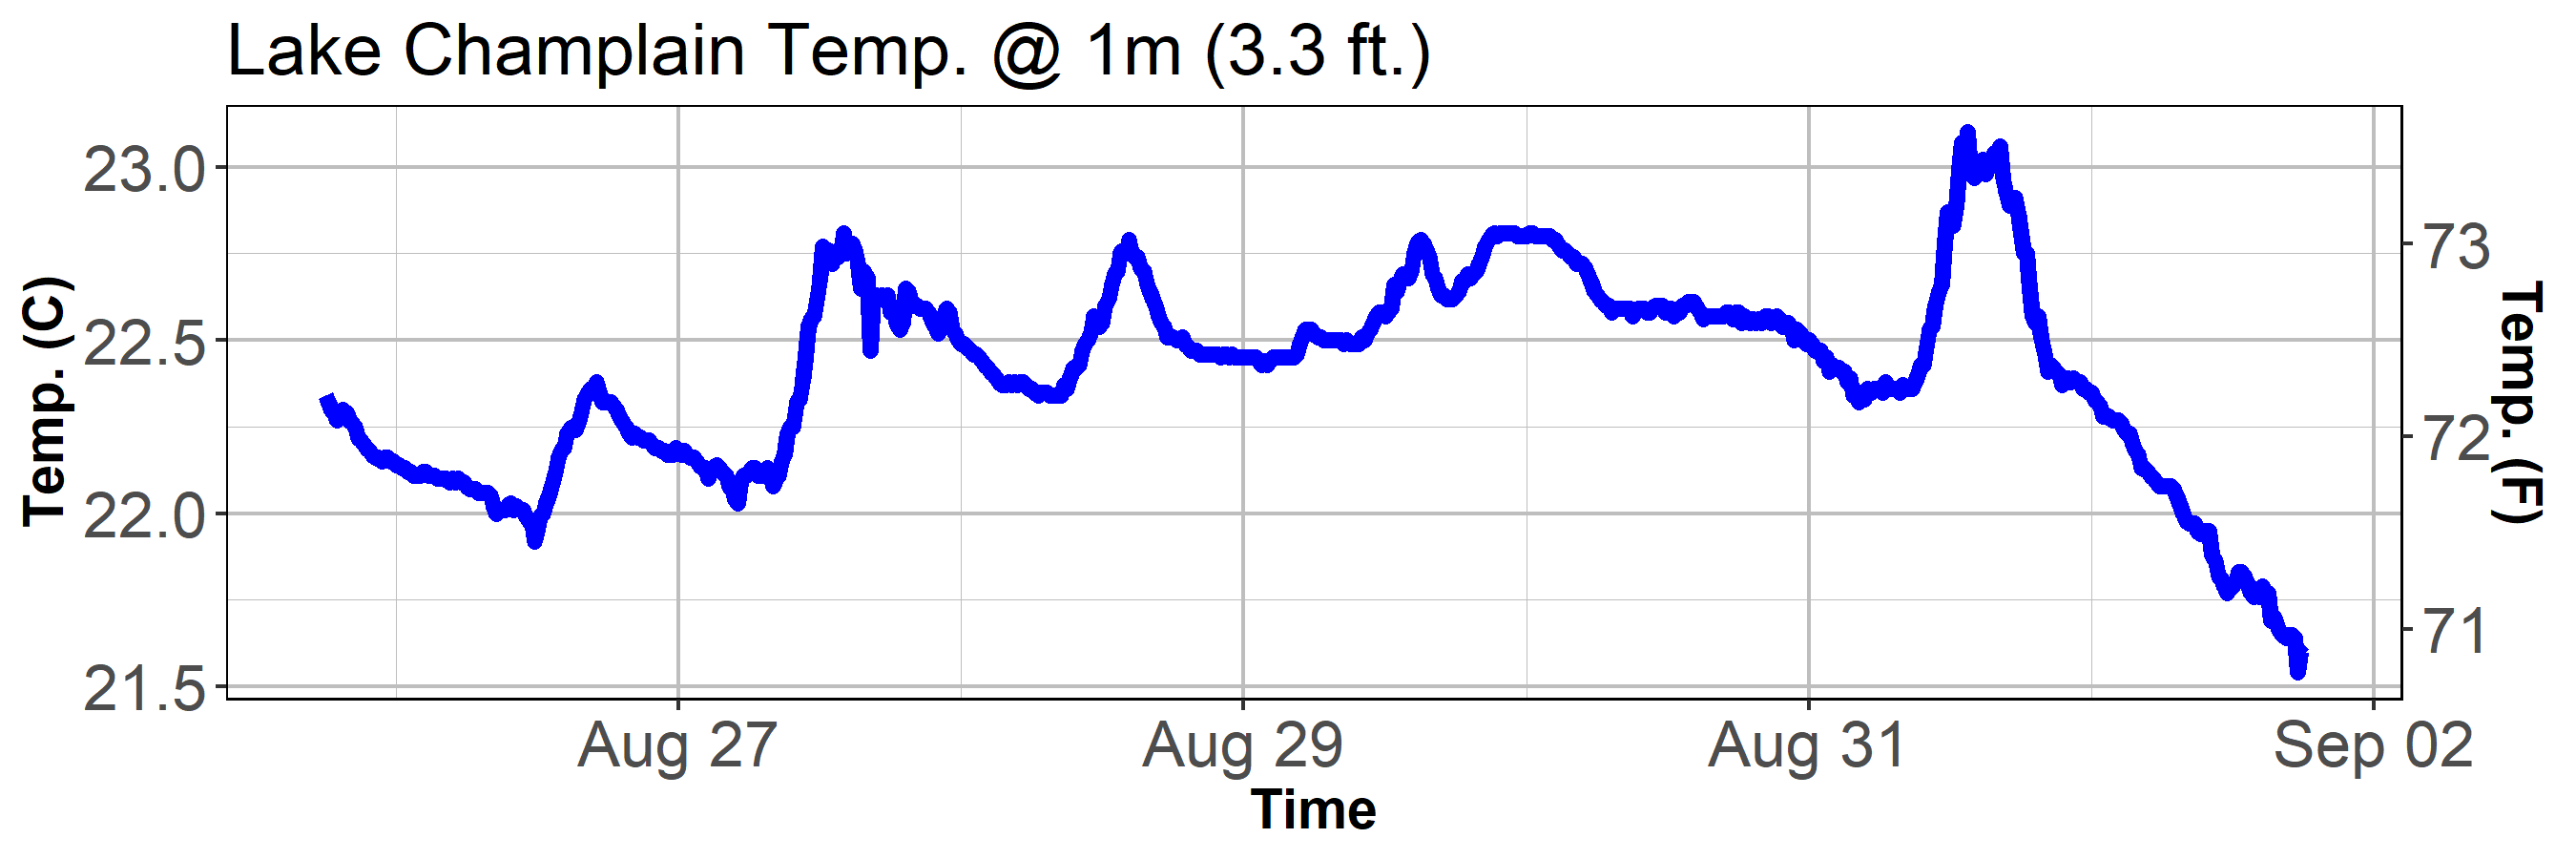 Lake Champlain Temp. @ 1m (3.3 ft.)
Temp. (C)
23.0
22.5
22.0
21.5
73
72
71
Temp. (F)
Aug 27 Aug 29 Aug 31 Sep 02
Time